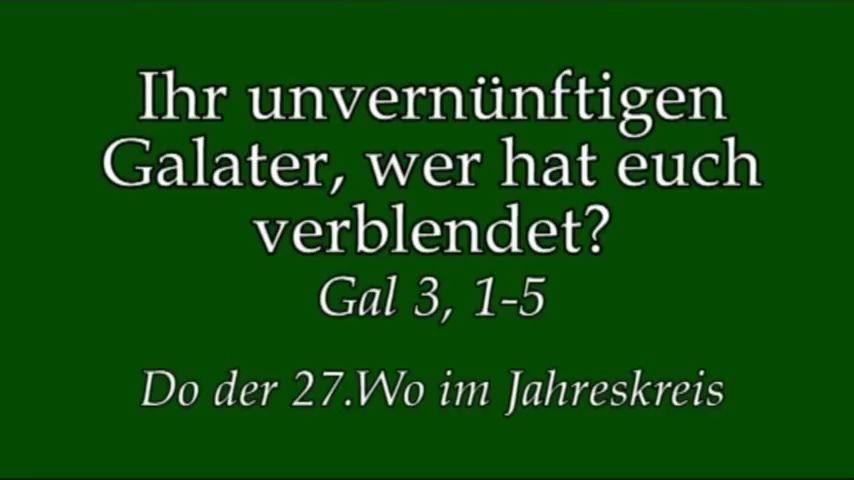 Ihr unvernünftigen
Galater, wer hat euch
verblendet?
Gal 3, 1-5
Do der 27.Wo im Jahreskreis